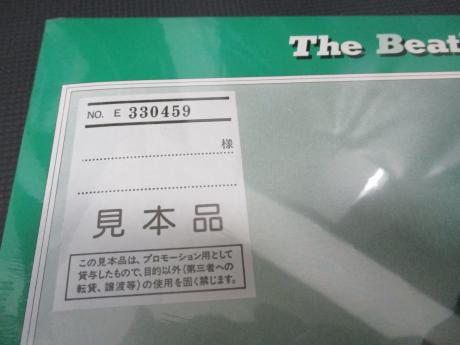 The Beat
NO. E 330459
様
見本品
この見本品は、プロモーション用として
貸与したもので、目的以外(第三者への
転貸、譲渡等)の使用を固く禁じます。